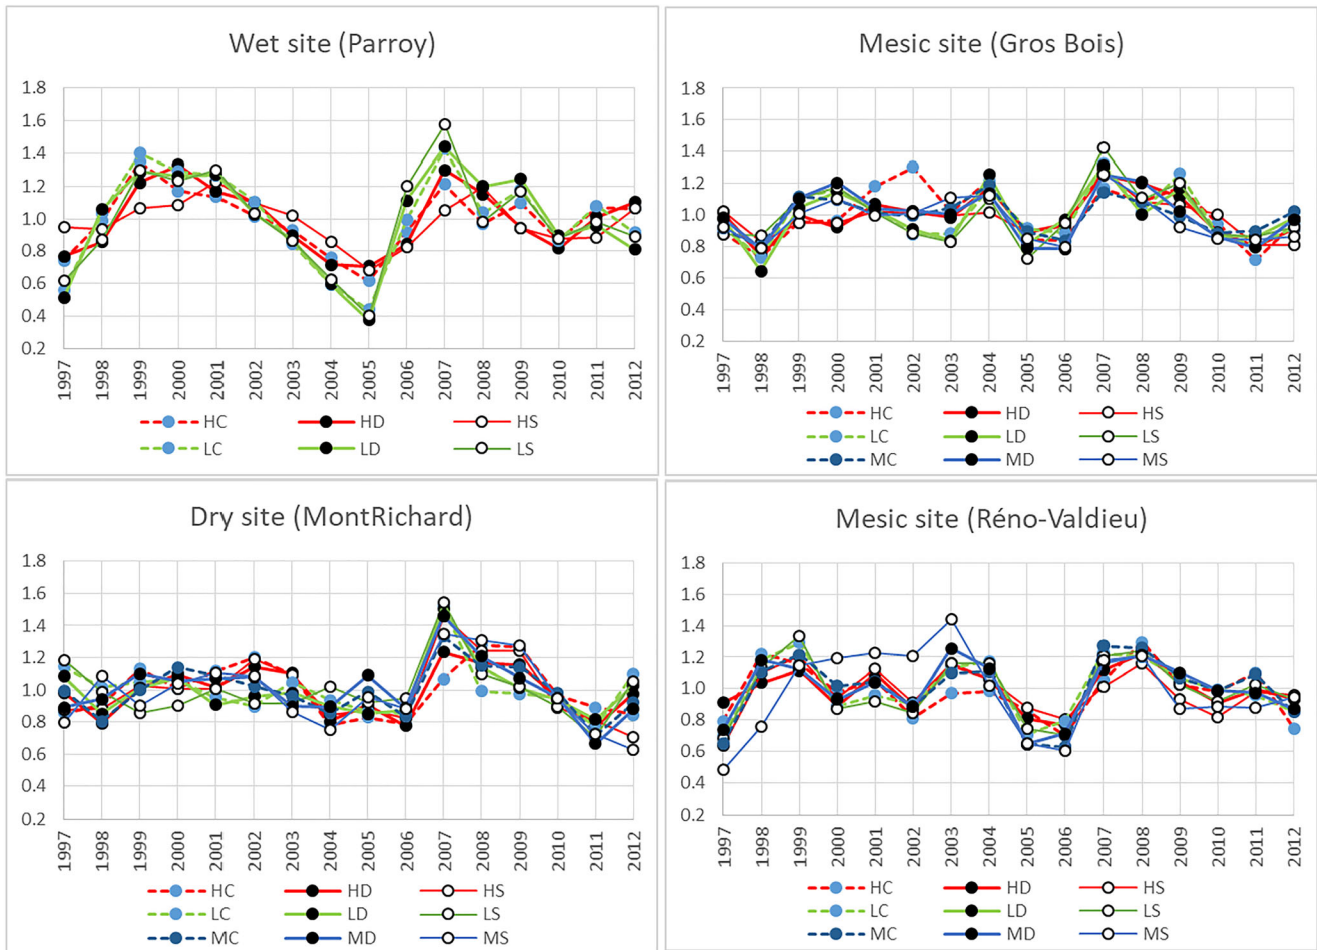 Wet site (Parroy)
1.8
1.6
1.4
1.2
1.0
0.8
0.6
0.4
0.2
1997 1998 1999 2000 2001 2002 2003 2004 2005 2006 2007 2008 2009 2010 2011 2012
HC HD HS
LC LD LS
Mesic site (Gros Bois)
1.8
1.6
1.4
1.2
1.0
0.8
0.6
0.4
0.2
1997 1998 1999 2000 2001 2002 2003 2004 2005 2006 2007 2008 2009 2010 2011 2012
HC HD HS
LC LD LS
MC MD MS
Dry site (MontRichard)
1.8
1.6
1.4
1.2
1.0
0.8
0.6
0.4
0.2
1997 1998 1999 2000 2001 2002 2003 2004 2005 2006 2007 2008 2009 2010 2011 2012
HC HD HS
LC LD LS
MC MD MS
Mesic site (Réno-Valdieu)
1.8
1.6
1.4
1.2
1.0
0.8
0.6
0.4
0.2
1997 1998 1999 2000 2001 2002 2003 2004 2005 2006 2007 2008 2009 2010 2011 2012
HC HD HS
LC LD LS
MC MD MS